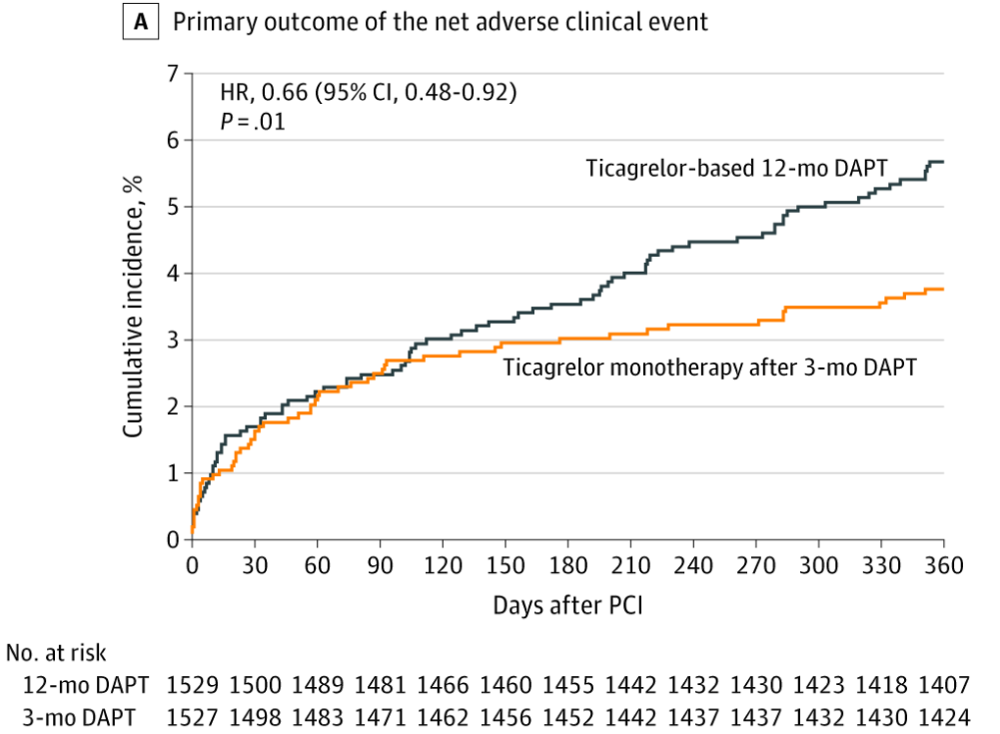 A Primary outcome of the net adverse clinical event
7
HR, 0.66 (95% CI, 0.48-0.92)
P = .01
6
Ticagrelor-based 12-mo DAPT
5
Cumulative incidence, %
4
3
Ticagrelor monotherapy after 3-mo DAPT
2
1
0
0 30 60 90 120 150 180 210 240 270 300 330 360
Days after PCI
No. at risk
12-mo DAPT 1529 1500 1489 1481 1466 1460 1455 1442 1432 1430 1423 1418 1407
3-mo DAPT 1527 1498 1483 1471 1462 1456 1452 1442 1437 1437 1432 1430 1424